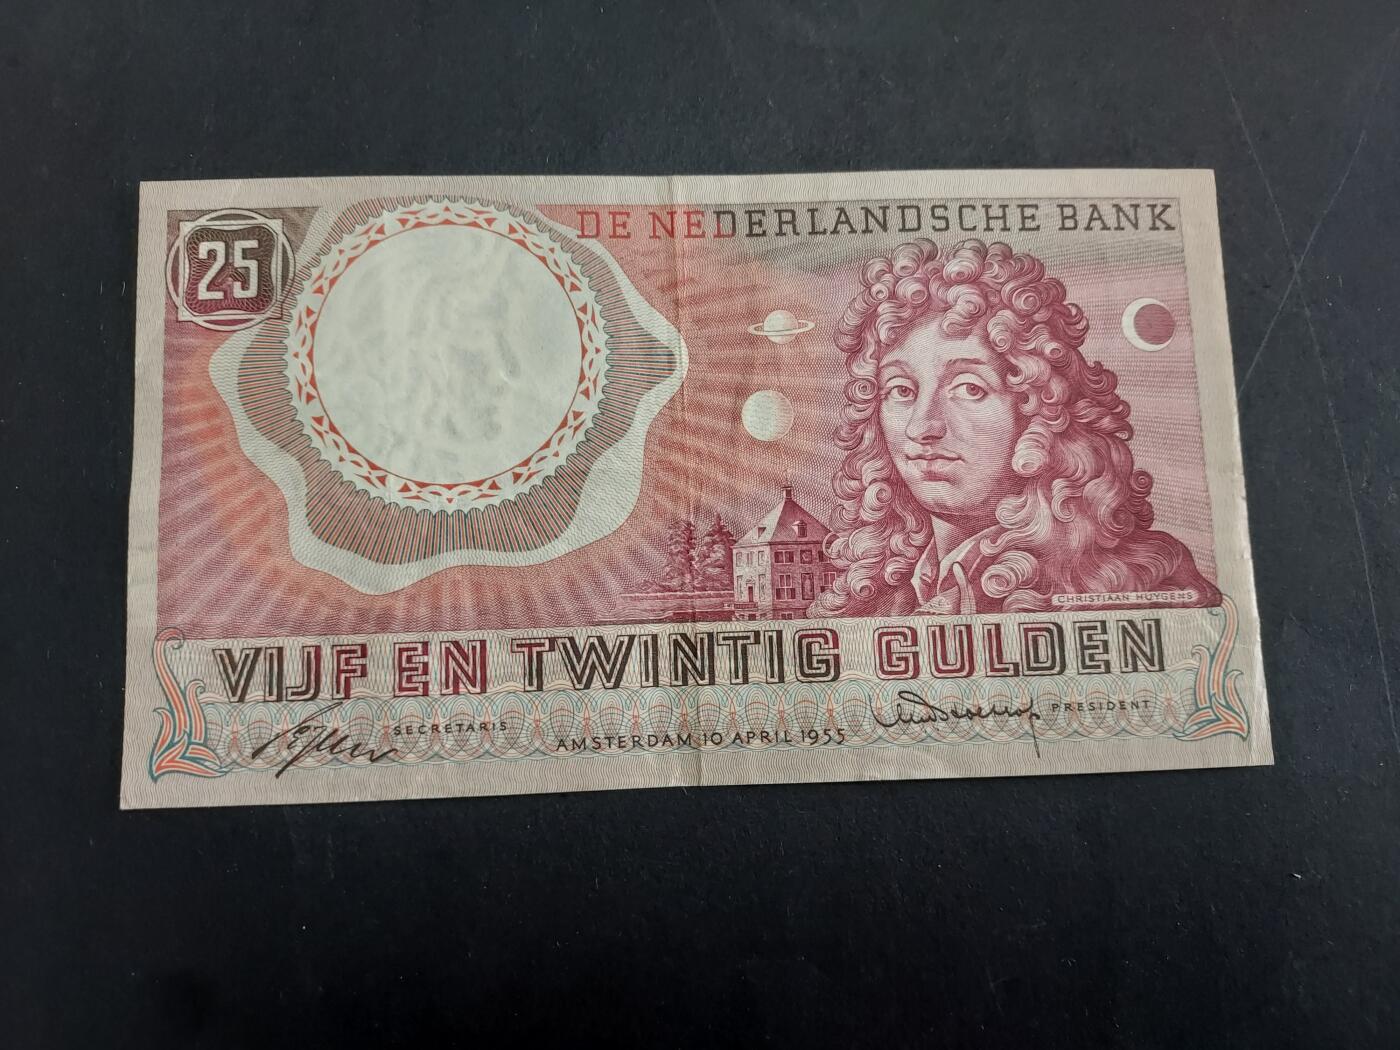 DE NEDERLANDSCHE BANK
25
CHRISTIAAN HUYGENS
VIJF EN TWINTIG GULDEN
SECRETARIS
PRESIDENT
AMSTERDAM 10 APRIL 1955